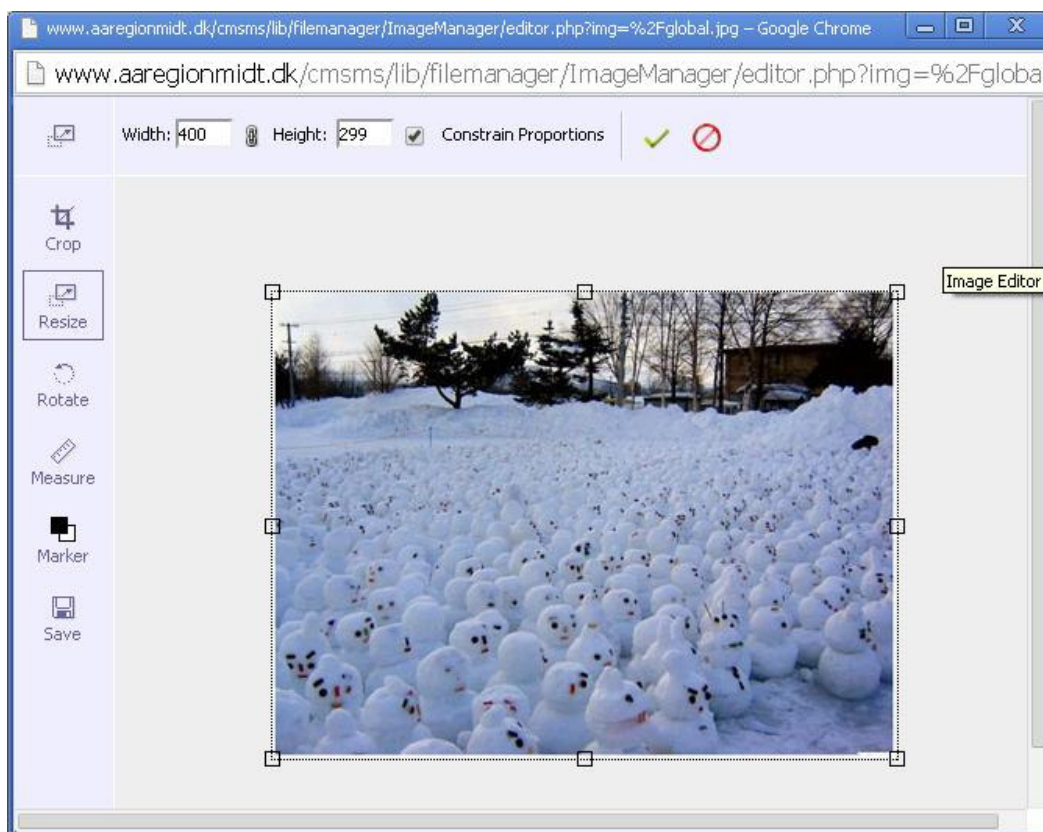 www.aaregionmidt.dk/cmsms/lib/filemanager/ImageManager/editor.php?img=%2Fglobal.jpg – Google Chrome
www.aaregionmidt.dk/cmsms/lib/filemanager/ImageManager/editor.php?img=%2Fgloba
Width: 400 Height: 299 Constrain Proportions
Crop
Image Editor
Resize
Rotate
Measure
Marker
Save